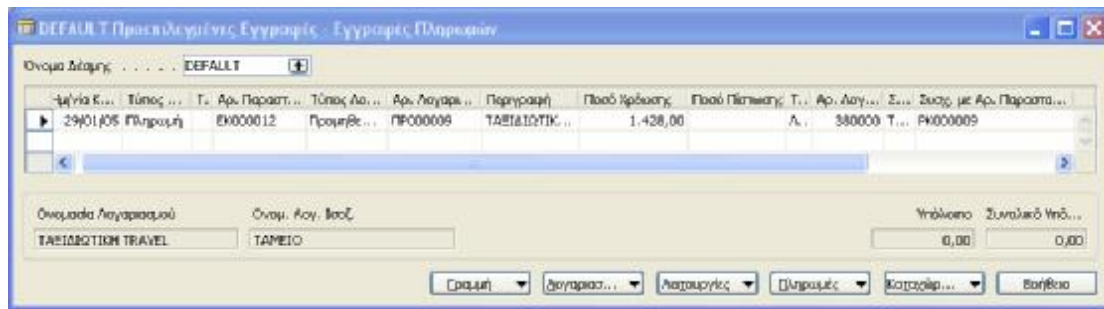 DEFAULT Προεπιλεγμένες Εγγραφές - Εγγραφές Πληρωμών
Όνομα Δέσμης . . . . . DEFAULT
Τύπος ... Τ.. Αρ. Παραστ... Τύπος Λο... Αρ. Λογαρι... Περιγραφή Ποσό Χρέωσης Ποσό Πίστωσης Τ... Αρ. Λογ... Σ... Συσχ. με Αρ. Παραστα...
29/01/05 Πληρωμή ΕΚ000012 Προμηθε... ΠΡ000009 ΤΑΞΙΔΙΩΤΙΚ... 1.428,00 Λ.. 380000 Τ... ΡΚ000009
Ονομασία Λογαριασμού Ονομ. Λογ. Ισοζ. Υπόλοιπο Συνολικό Υπό...
ΤΑΞΙΔΙΩΤΙΚΗ TRAVEL ΤΑΜΕΙΟ 0,00 0,00
Γραμμή Λογαριασ... Λειτουργίες Πληρωμές Καταχώρ... Βοήθεια